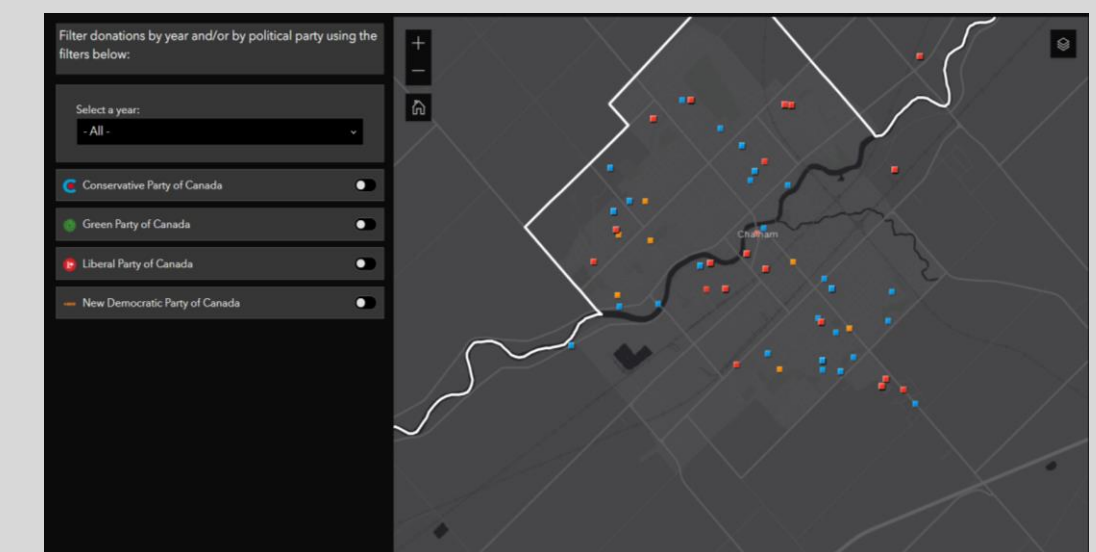 Filter donations by year and/or by political party using the
filters below:
Select a year:
- All -
Conservative Party of Canada
Green Party of Canada
Liberal Party of Canada
New Democratic Party of Canada
+
−
Chatham